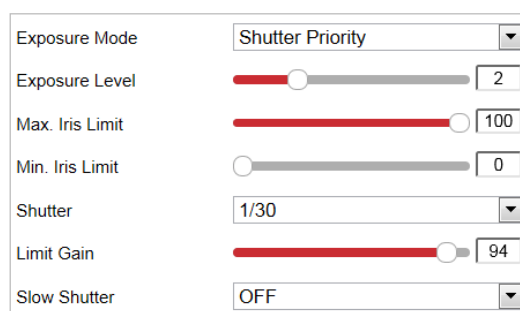 Exposure Mode Shutter Priority
Exposure Level 2
Max. Iris Limit 100
Min. Iris Limit 0
Shutter 1/30
Limit Gain 94
Slow Shutter OFF